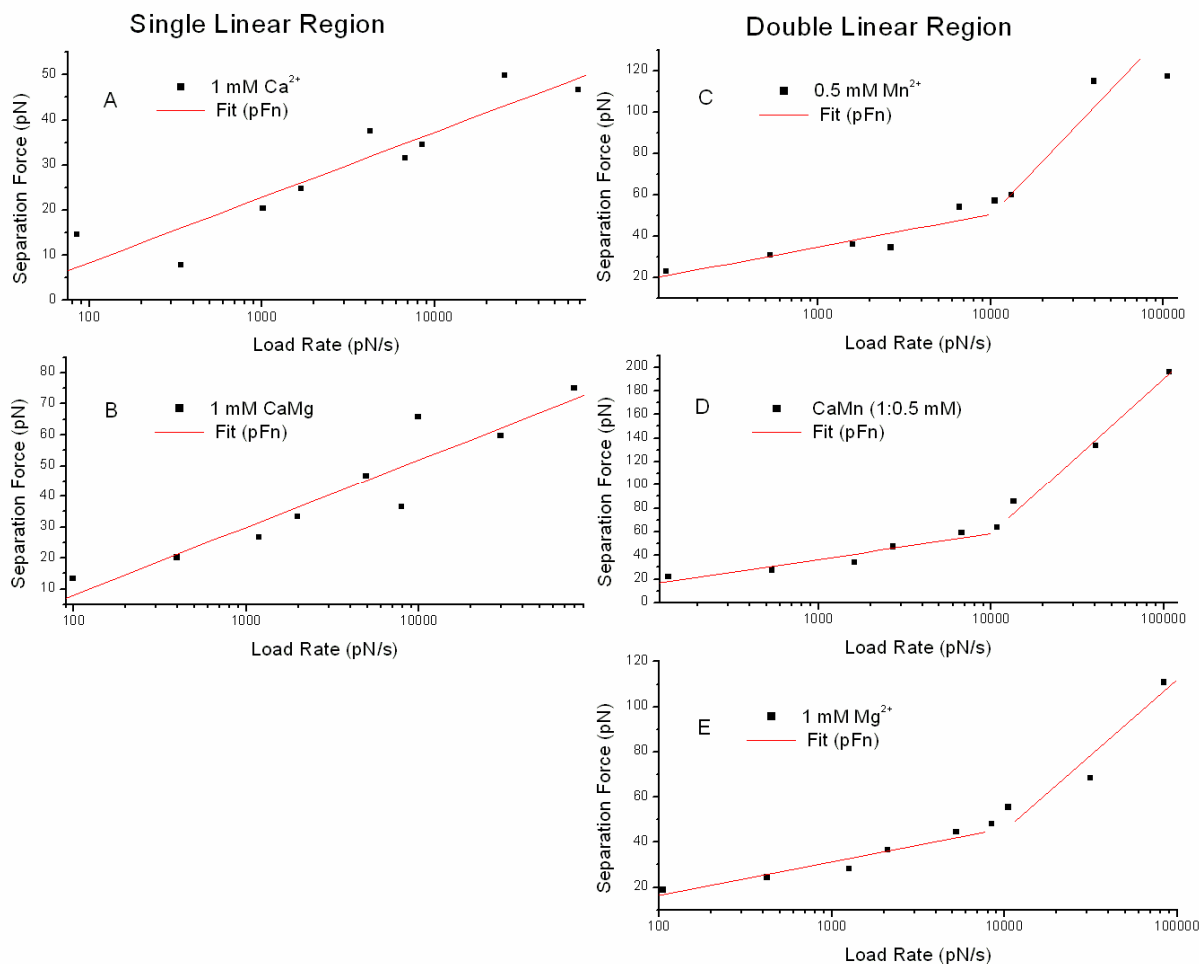 Single Linear Region
Double Linear Region
A
1 mM Ca²⁺
Fit (pFn)
Separation Force (pN)
50
40
30
20
10
0
100
1000
10000
Load Rate (pN/s)
B
1 mM CaMg
Fit (pFn)
Separation Force (pN)
80
70
60
50
40
30
20
10
100
1000
10000
Load Rate (pN/s)
C
0.5 mM Mn²⁺
Fit (pFn)
Separation Force (pN)
120
100
80
60
40
20
1000
10000
100000
Load Rate (pN/s)
D
CaMn (1:0.5 mM)
Fit (pFn)
Separation Force (pN)
200
180
160
140
120
100
80
60
40
20
0
1000
10000
100000
Load Rate (pN/s)
E
1 mM Mg²⁺
Fit (pFn)
Separation Force (pN)
120
100
80
60
40
20
100
1000
10000
100000
Load Rate (pN/s)